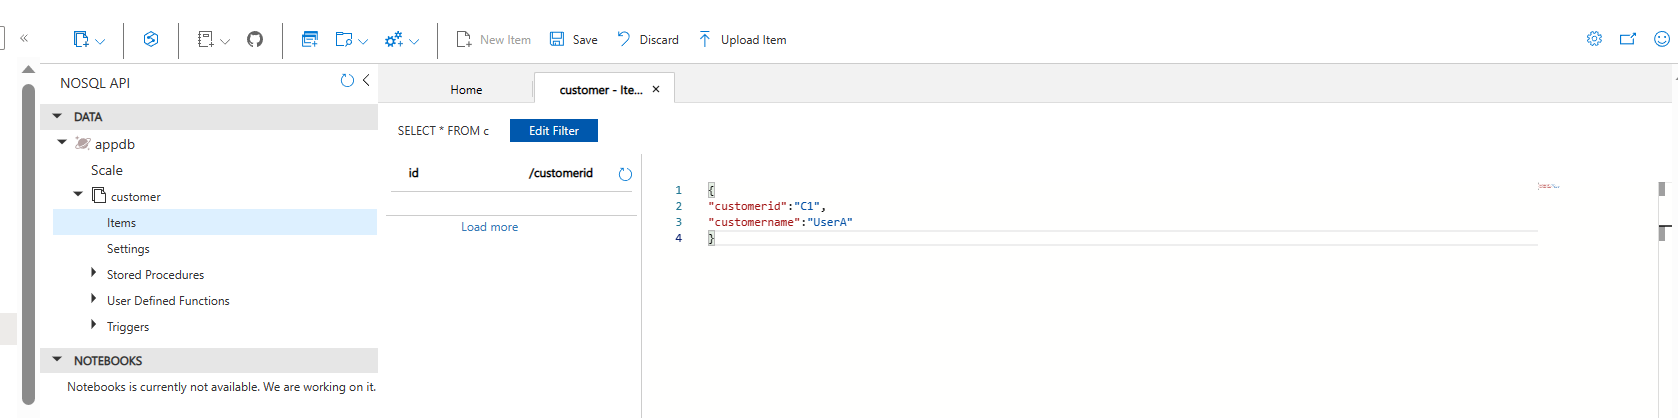 New Item Save Discard Upload Item
NOSQL API
DATA
appdb
Scale
customer
Items
Settings
Stored Procedures
User Defined Functions
Triggers
NOTEBOOKS
Notebooks is currently not available. We are working on it.
Home customer - Ite...
SELECT * FROM c Edit Filter
id /customerid
Load more
1 {
2 "customerid":"C1",
3 "customername":"UserA"
4 }